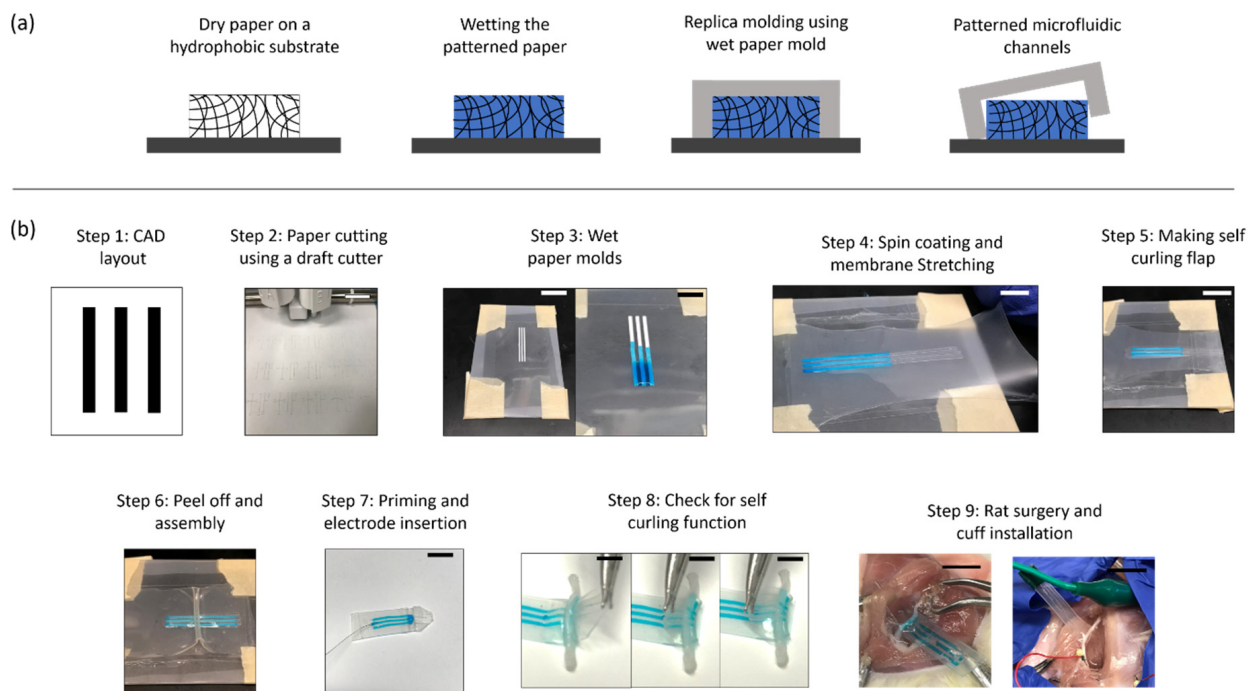 (a)
Dry paper on a
hydrophobic substrate
Wetting the
patterned paper
Replica molding using
wet paper mold
Patterned microfluidic
channels
(b)
Step 1: CAD
layout
Step 2: Paper cutting
using a draft cutter
Step 3: Wet
paper molds
Step 4: Spin coating and
membrane Stretching
Step 5: Making self
curling flap
Step 6: Peel off and
assembly
Step 7: Priming and
electrode insertion
Step 8: Check for self
curling function
Step 9: Rat surgery and
cuff installation